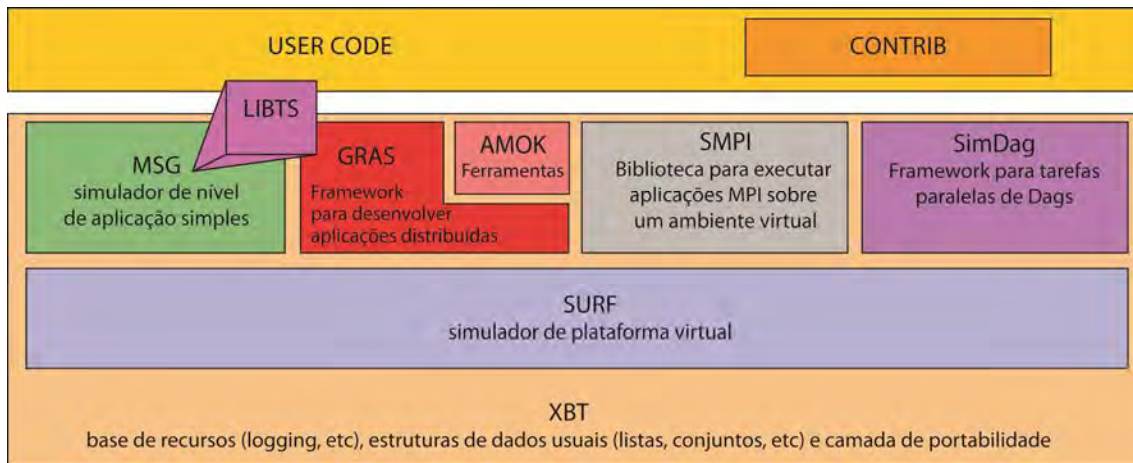 USER CODE
CONTRIB
LIBTS
MSG
simulador de nível
de aplicação simples
GRAS
Framework
para desenvolver
aplicações distribuídas
AMOK
Ferramentas
SMPI
Biblioteca para executar
aplicações MPI sobre
um ambiente virtual
SimDag
Framework para tarefas
paralelas de Dags
SURF
simulador de plataforma virtual
XBT
base de recursos (logging, etc), estruturas de dados usuais (listas, conjuntos, etc) e camada de portabilidade